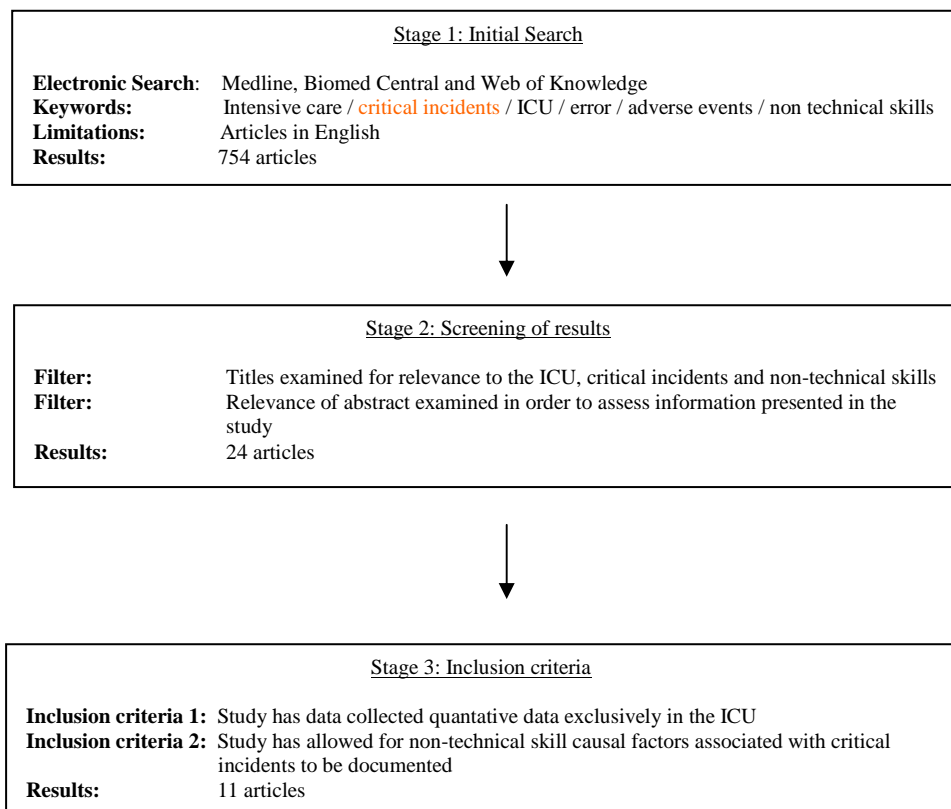 Stage 1: Initial Search
Electronic Search: Medline, Biomed Central and Web of Knowledge
Keywords: Intensive care / critical incidents / ICU / error / adverse events / non technical skills
Limitations: Articles in English
Results: 754 articles
Stage 2: Screening of results
Filter: Titles examined for relevance to the ICU, critical incidents and non-technical skills
Filter: Relevance of abstract examined in order to assess information presented in the
study
Results: 24 articles
Stage 3: Inclusion criteria
Inclusion criteria 1: Study has data collected quantative data exclusively in the ICU
Inclusion criteria 2: Study has allowed for non-technical skill causal factors associated with critical
incidents to be documented
Results: 11 articles